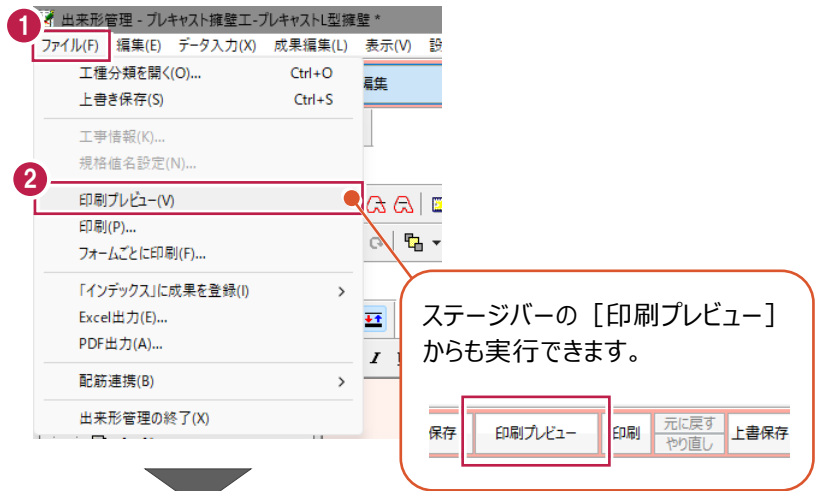 1
出来形管理 - プレキャスト擁壁工-プレキャストL型擁壁 *
ファイル(F) 編集(E) データ入力(X) 成果編集(L) 表示(V) 設
工種分類を開く(O)... Ctrl+O
編集
上書き保存(S) Ctrl+S
工事情報(K)...
規格値名設定(N)...
2
印刷プレビュー(V)
印刷(P)...
フォームごとに印刷(F)...
「インデックス」に成果を登録(I)
Excel出力(E)...
PDF出力(A)...
I
配筋連携(B)
出来形管理の終了(X)
ステージバーの［印刷プレビュー］
からも実行できます。
保存 印刷プレビュー 印刷 元に戻す やり直し 上書保存